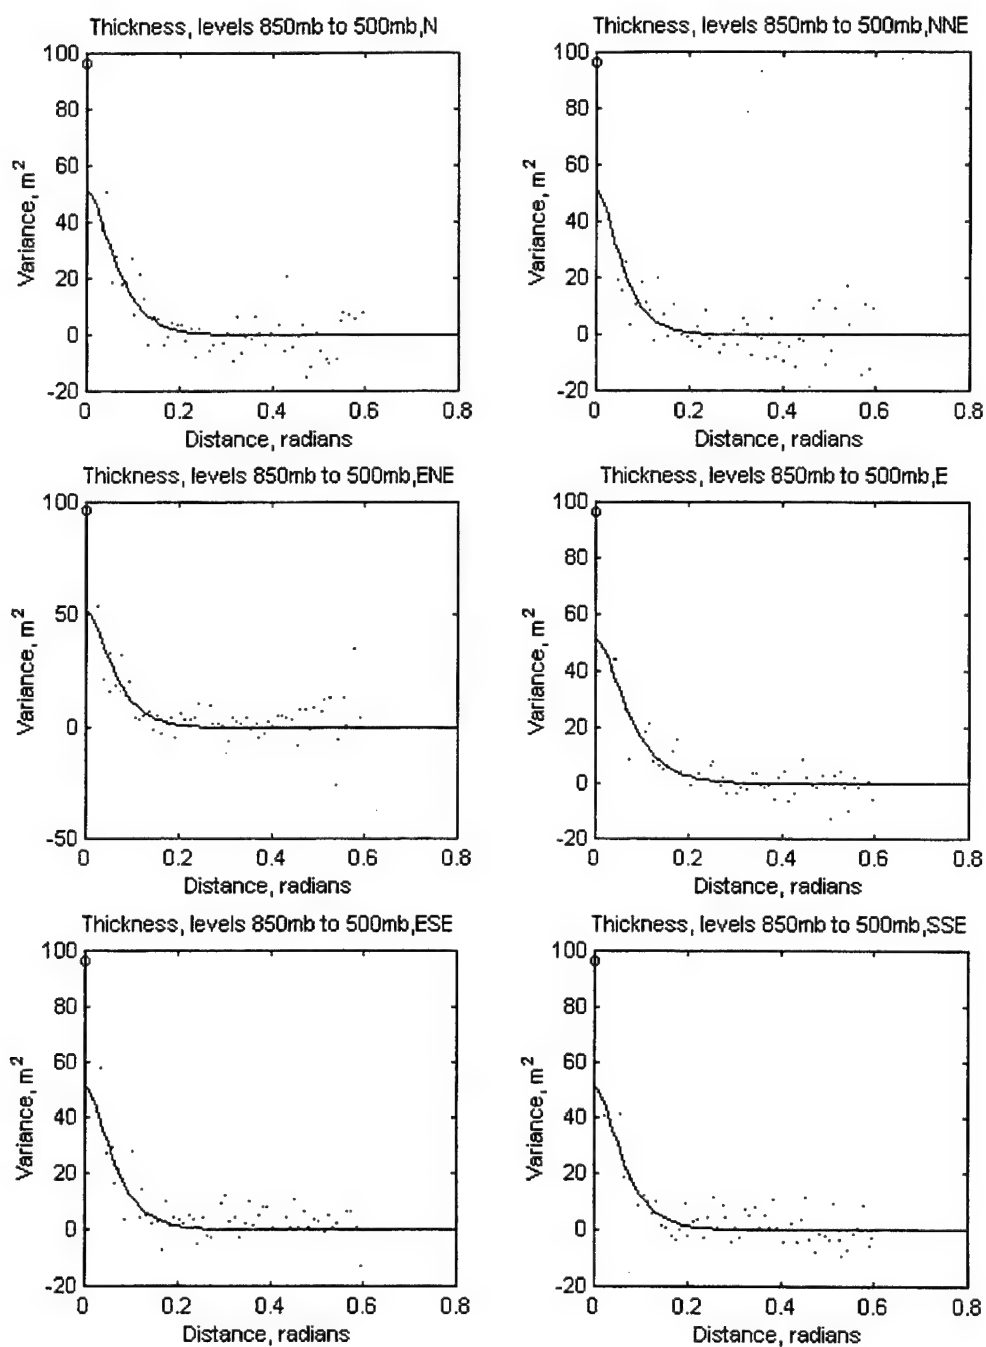 Thickness, levels 850mb to 500mb,N
100
80
60
40
20
0
-20
Variance, m²
0 0.2 0.4 0.6 0.8
Distance, radians
Thickness, levels 850mb to 500mb,NNE
100
80
60
40
20
0
-20
Variance, m²
0 0.2 0.4 0.6 0.8
Distance, radians
Thickness, levels 850mb to 500mb,ENE
100
50
0
-50
Variance, m²
0 0.2 0.4 0.6 0.8
Distance, radians
Thickness, levels 850mb to 500mb,E
100
80
60
40
20
0
-20
Variance, m²
0 0.2 0.4 0.6 0.8
Distance, radians
Thickness, levels 850mb to 500mb,ESE
100
80
60
40
20
0
-20
Variance, m²
0 0.2 0.4 0.6 0.8
Distance, radians
Thickness, levels 850mb to 500mb,SSE
100
80
60
40
20
0
-20
Variance, m²
0 0.2 0.4 0.6 0.8
Distance, radians